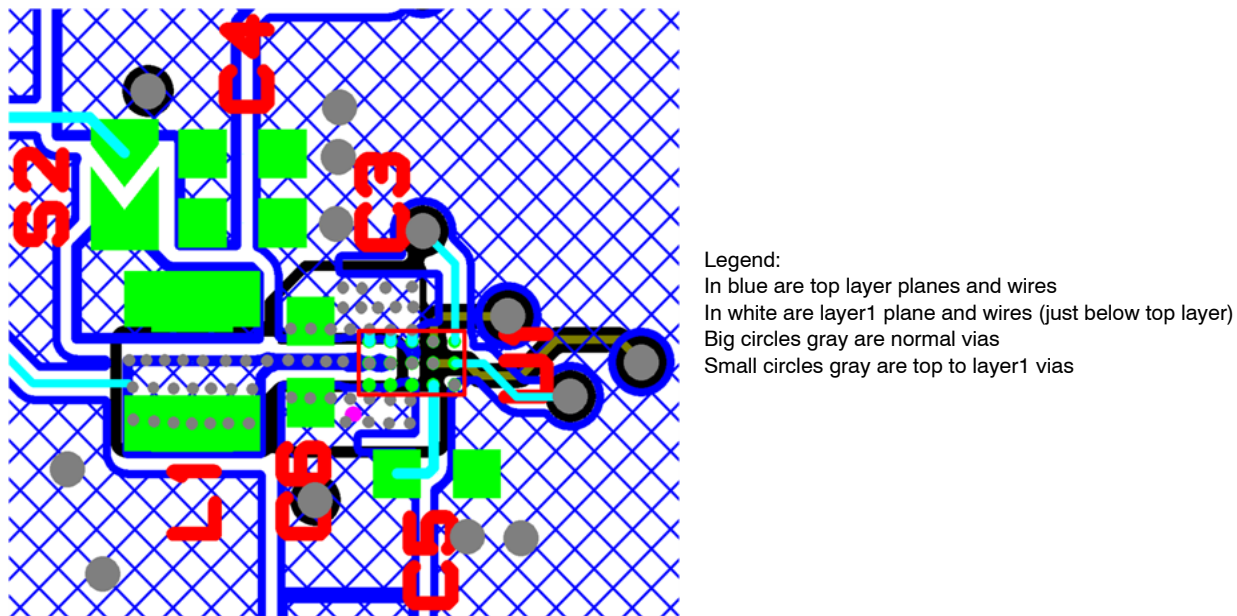 C4
S2
C3
L1
C6
C5
Legend:
In blue are top layer planes and wires
In white are layer1 plane and wires (just below top layer)
Big circles gray are normal vias
Small circles gray are top to layer1 vias